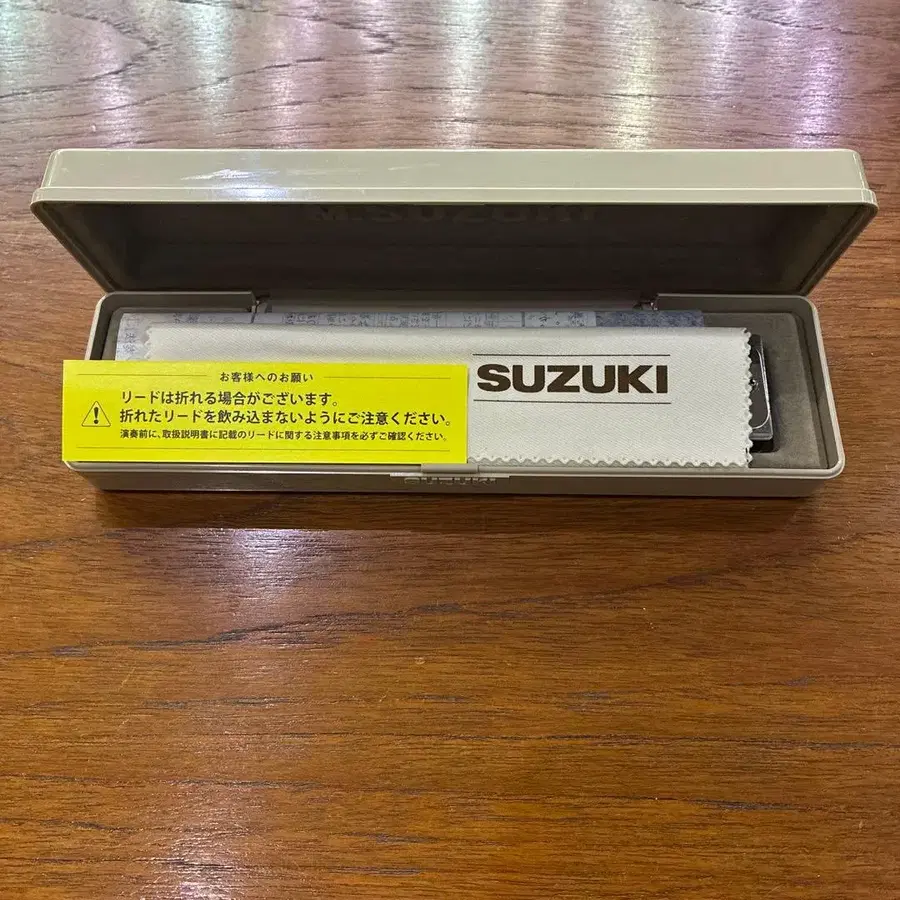 M.SUZUKI
お客様へのお願い
リードは折れる場合がございます。
折れたリードを飲み込まないようにご注意ください。
演奏前に、取扱説明書に記載のリードに関する注意事項を必ずご確認ください。
SUZUKI
SUZUKI